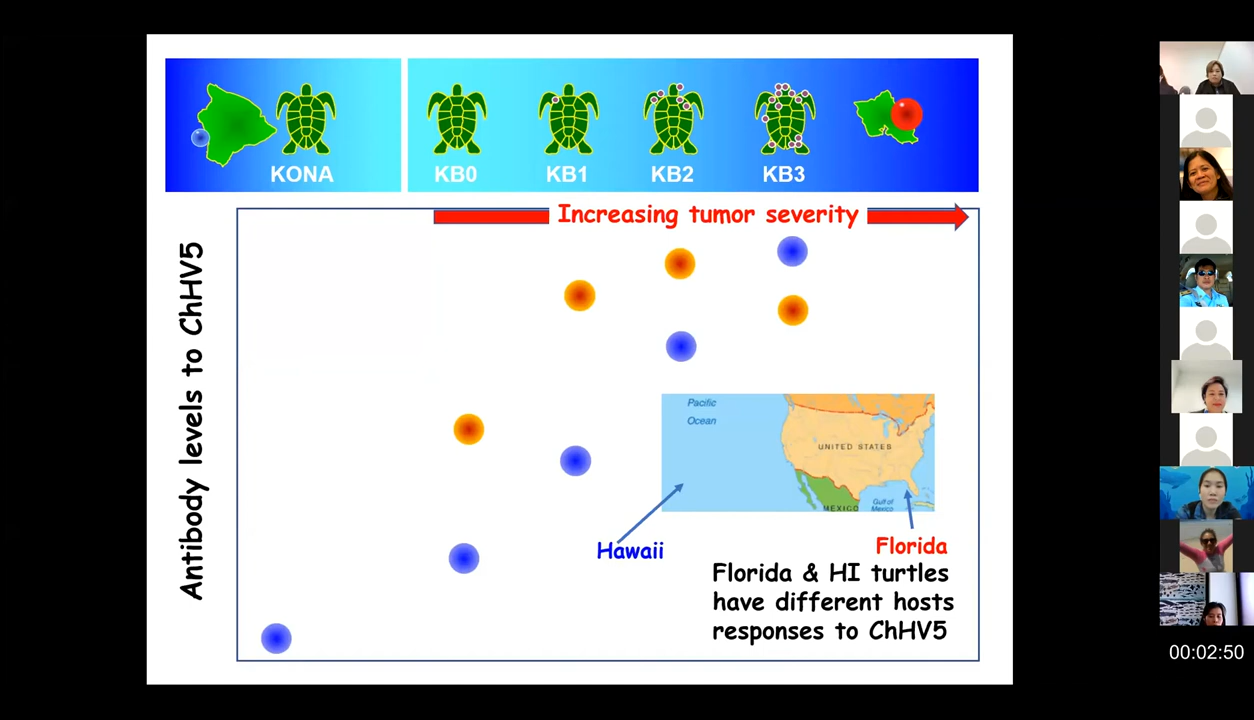 KONA
KB0
KB1
KB2
KB3
Increasing tumor severity
Antibody levels to ChHV5
Pacific
Ocean
UNITED STATES
MEXICO
Gulf of
Mexico
Hawaii
Florida
Florida & HI turtles
have different hosts
responses to ChHV5
00:02:50